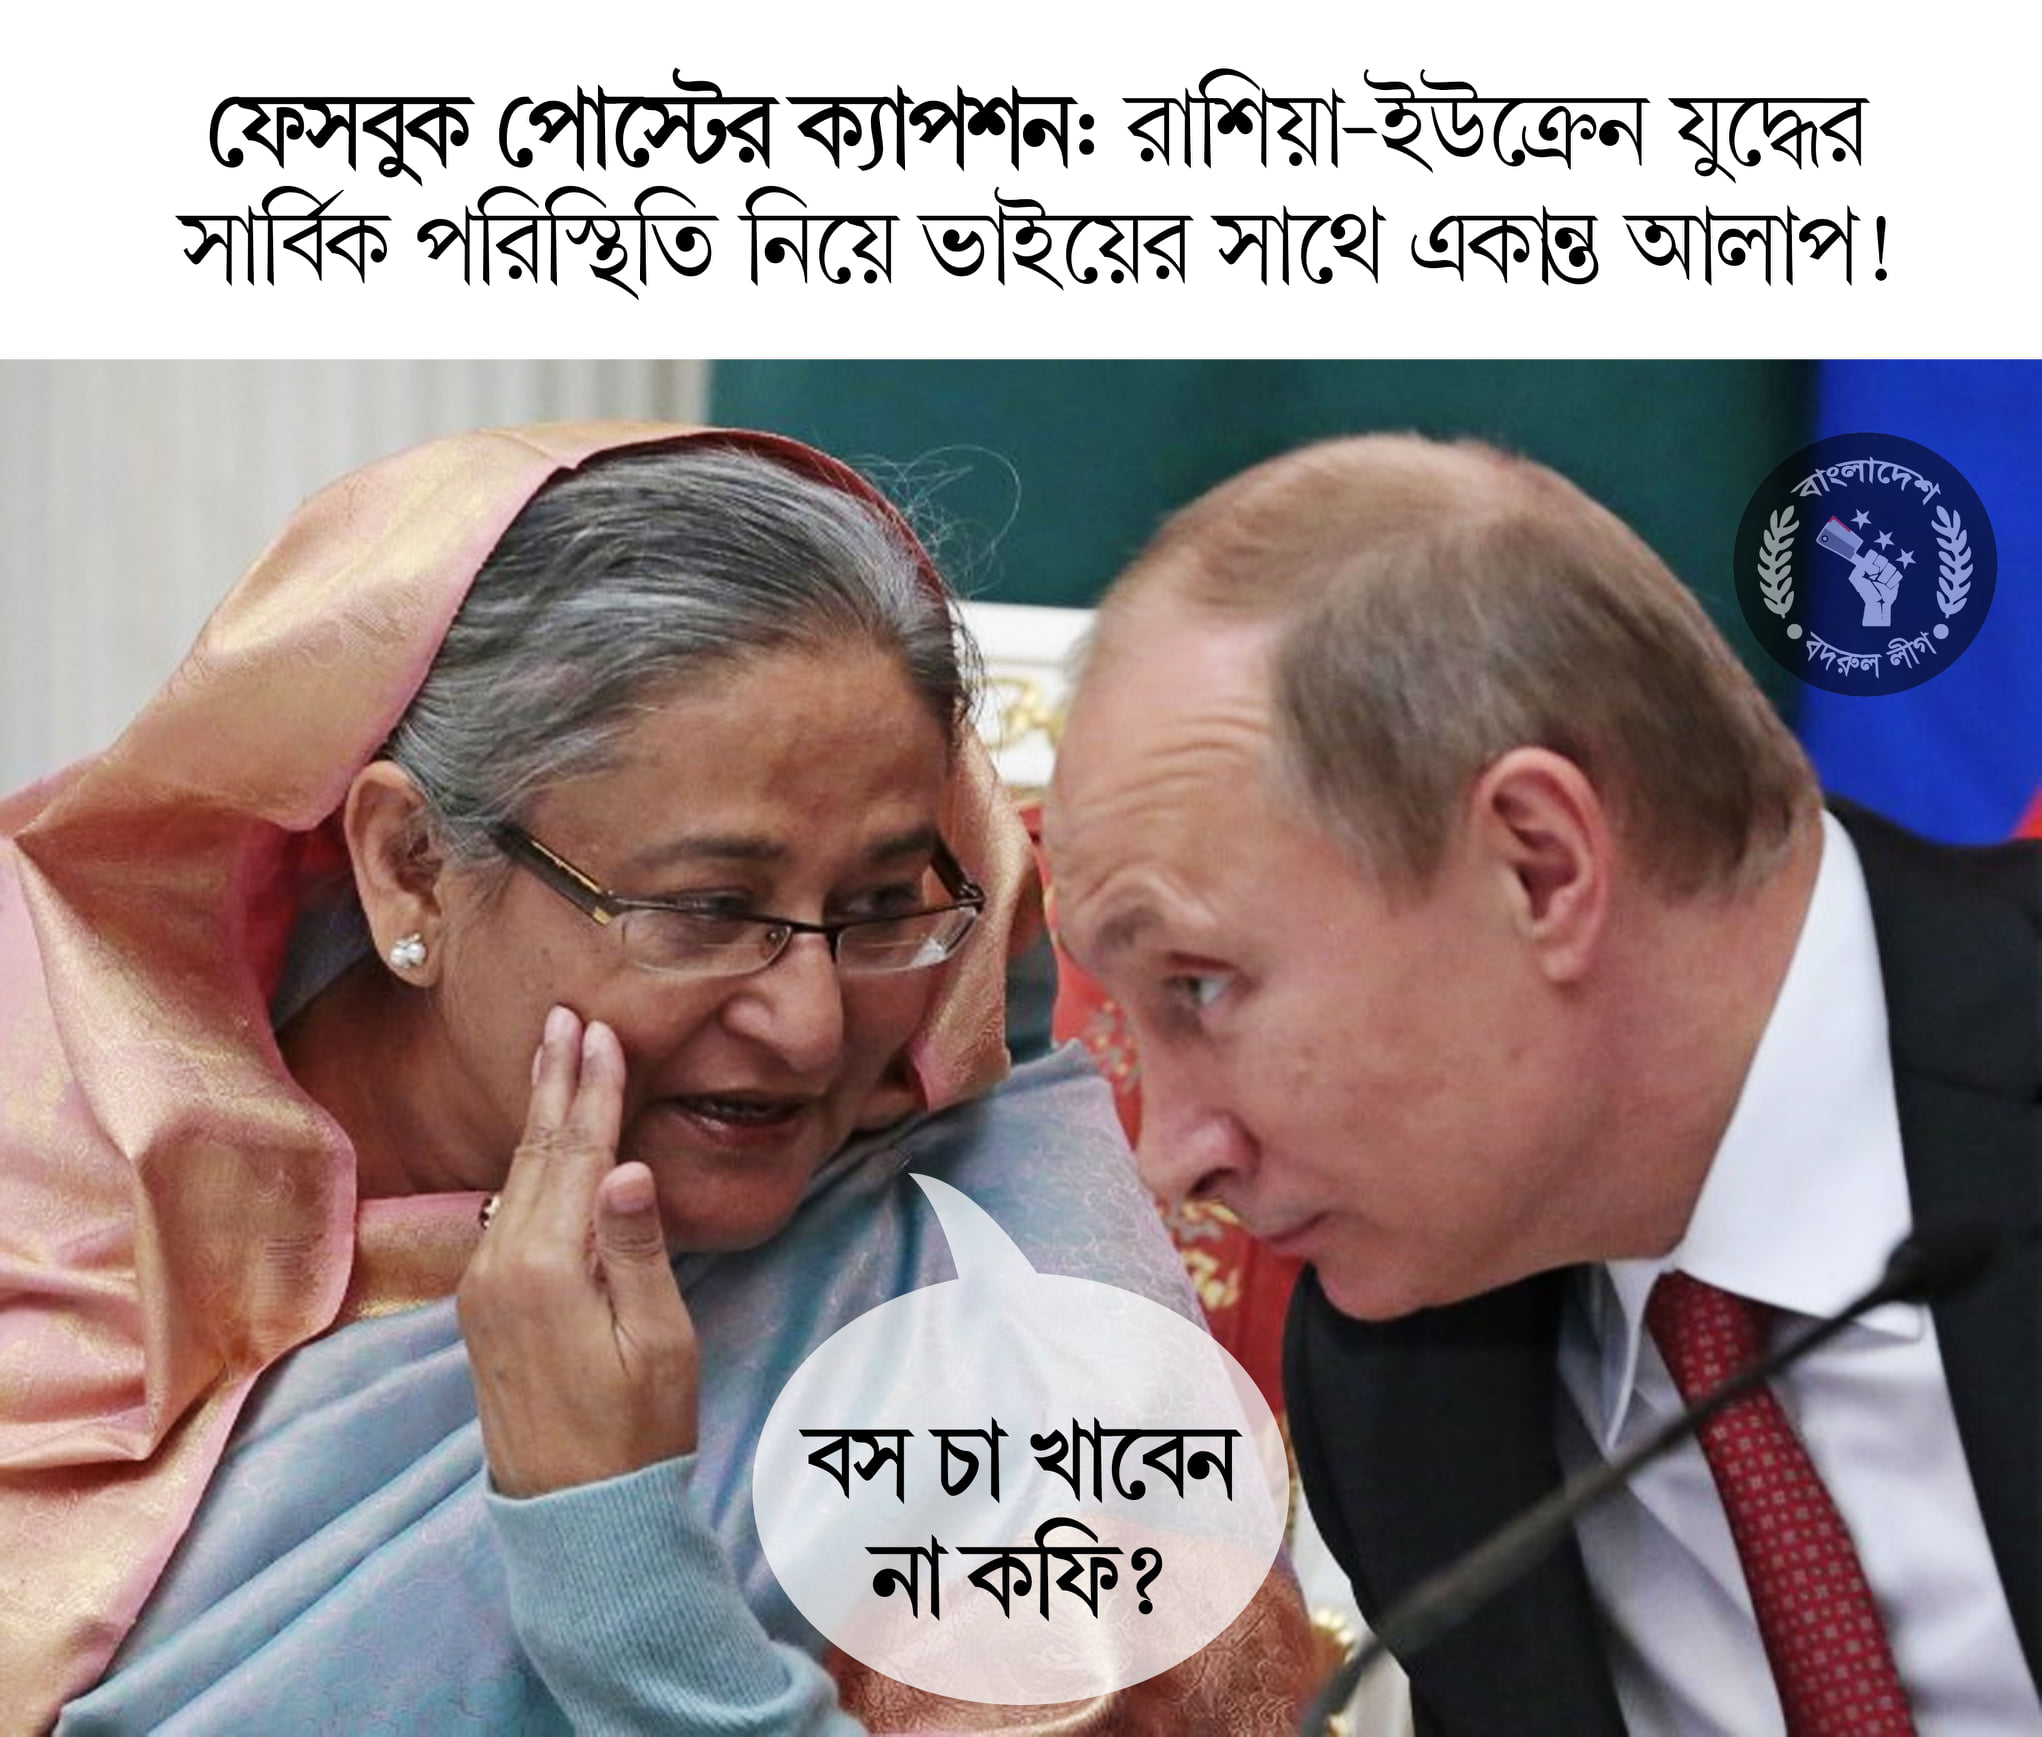 ফেসবুক পোস্টের ক্যাপশন: রাশিয়া-ইউক্রেন যুদ্ধের
সার্বিক পরিস্থিতি নিয়ে ভাইয়ের সাথে একান্ত আলাপ!
বাংলাদেশ
বদরুল লীগ
বস চা খাবেন
না কফি?